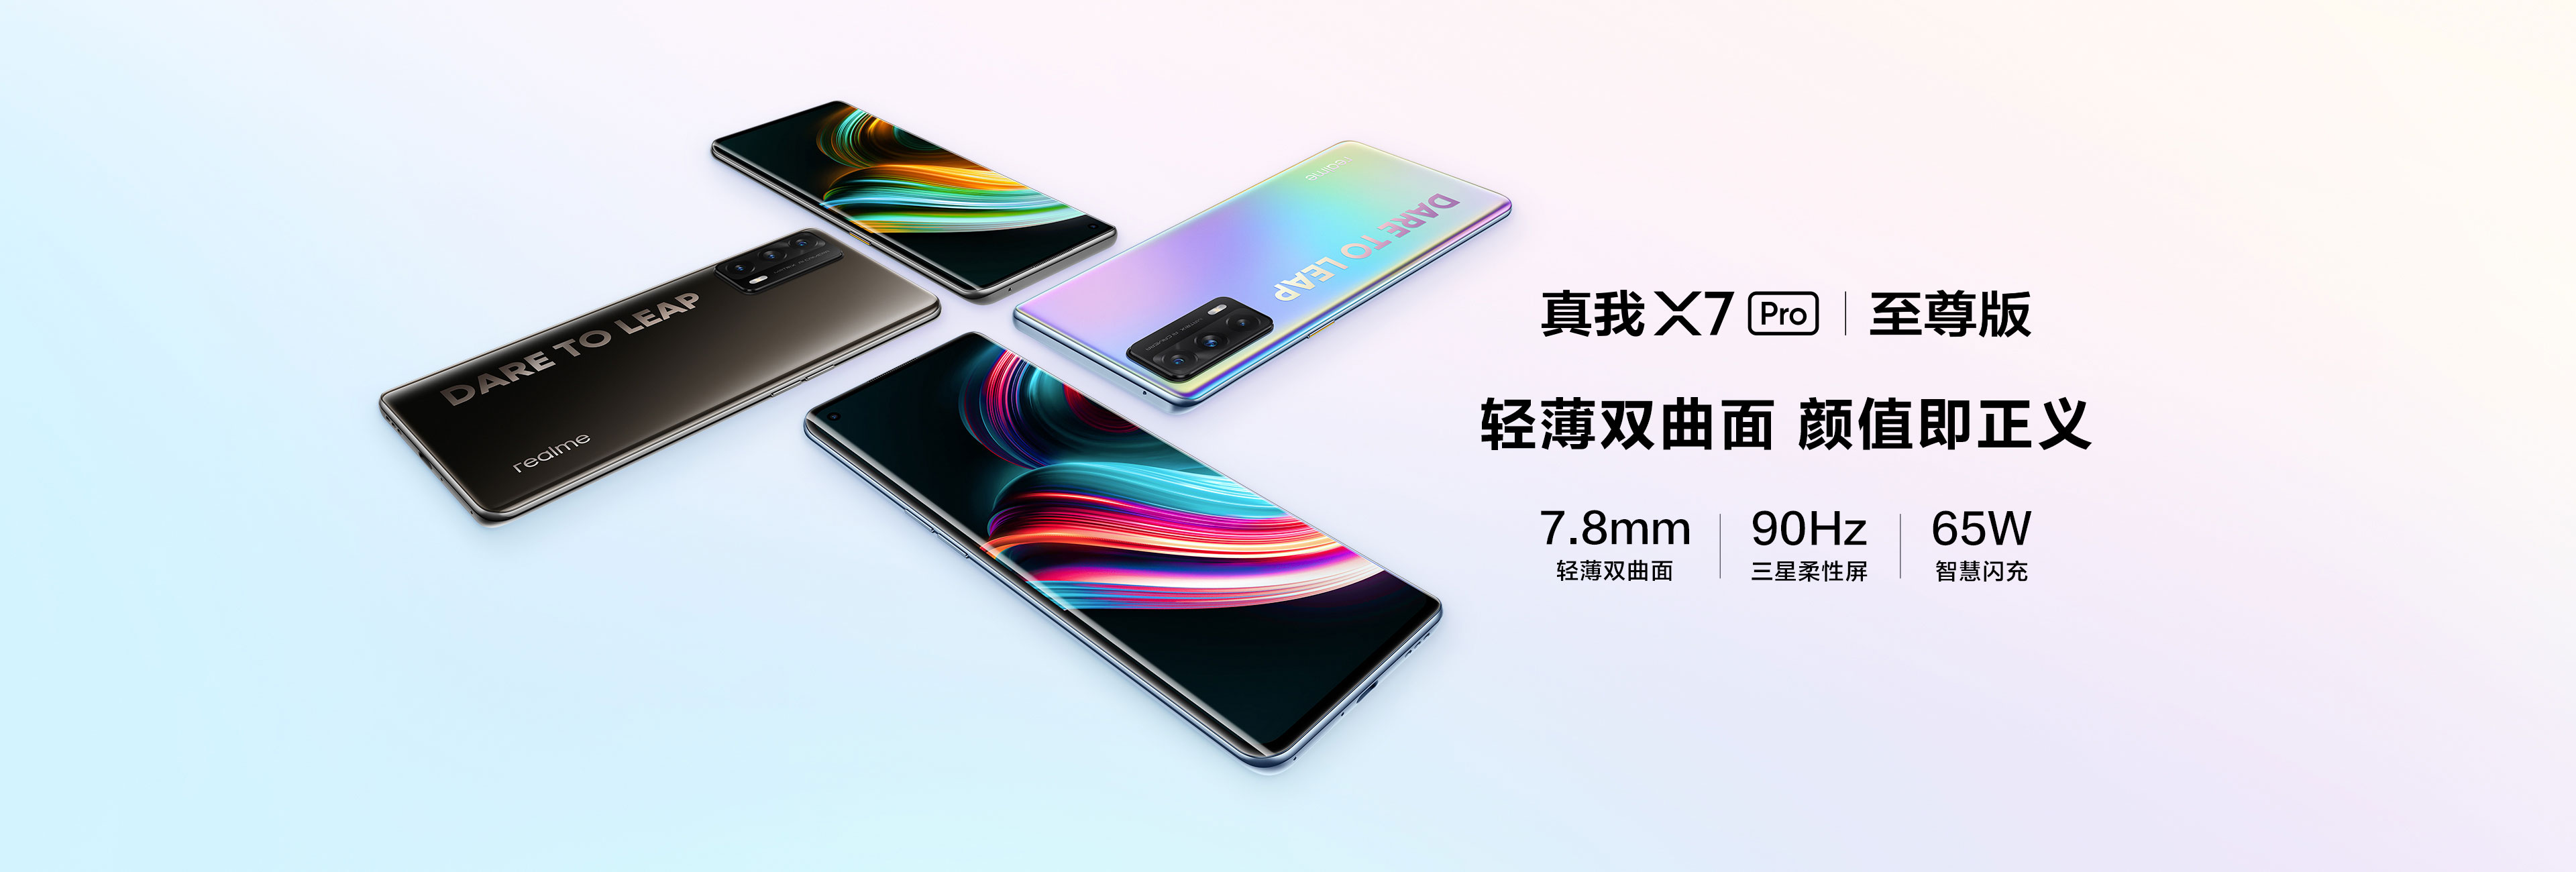 真我X7 Pro | 至尊版
轻薄双曲面 颜值即正义
7.8mm
轻薄双曲面
90Hz
三星柔性屏
65W
智慧闪充
DARE TO LEAP
realme
realme
DARE TO LEAP